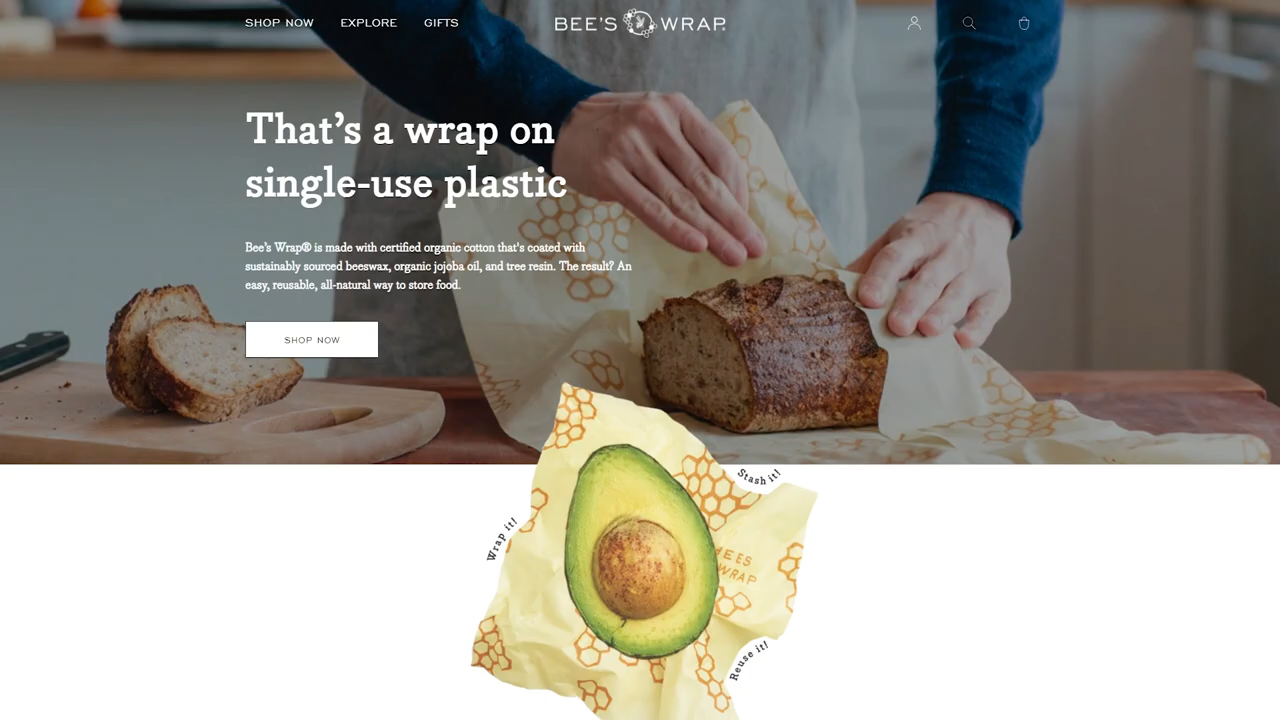 SHOP NOW EXPLORE GIFTS BEE'S WRAP
That's a wrap on
single-use plastic
Bee's Wrap® is made with certified organic cotton that's coated with
sustainably sourced beeswax, organic jojoba oil, and tree resin. The result? An
easy, reusable, all-natural way to store food.
SHOP NOW
Stash it!
Wrap it!
BEES
WRAP
Reuse it!